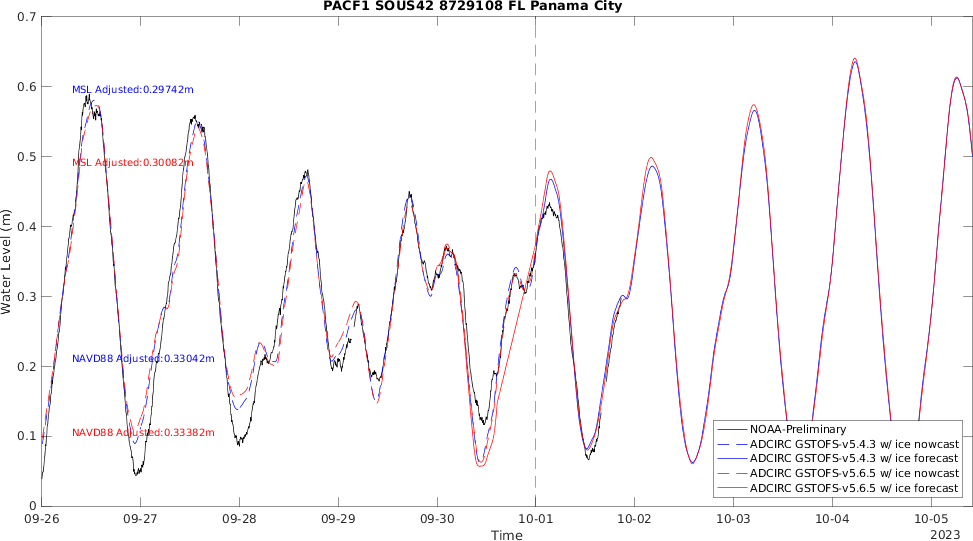 PACF1 SOUS42 8729108 FL Panama City
0.7
0.6
0.5
0.4
0.3
0.2
0.1
0
Water Level (m)
MSL Adjusted:0.29742m
MSL Adjusted:0.30082m
NAVD88 Adjusted:0.33042m
NAVD88 Adjusted:0.33382m
NOAA-Preliminary
ADCIRC GSTOFS-v5.4.3 w/ ice nowcast
ADCIRC GSTOFS-v5.4.3 w/ ice forecast
ADCIRC GSTOFS-v5.6.5 w/ ice nowcast
ADCIRC GSTOFS-v5.6.5 w/ ice forecast
09-26 09-27 09-28 09-29 09-30 10-01 10-02 10-03 10-04 10-05
Time
2023